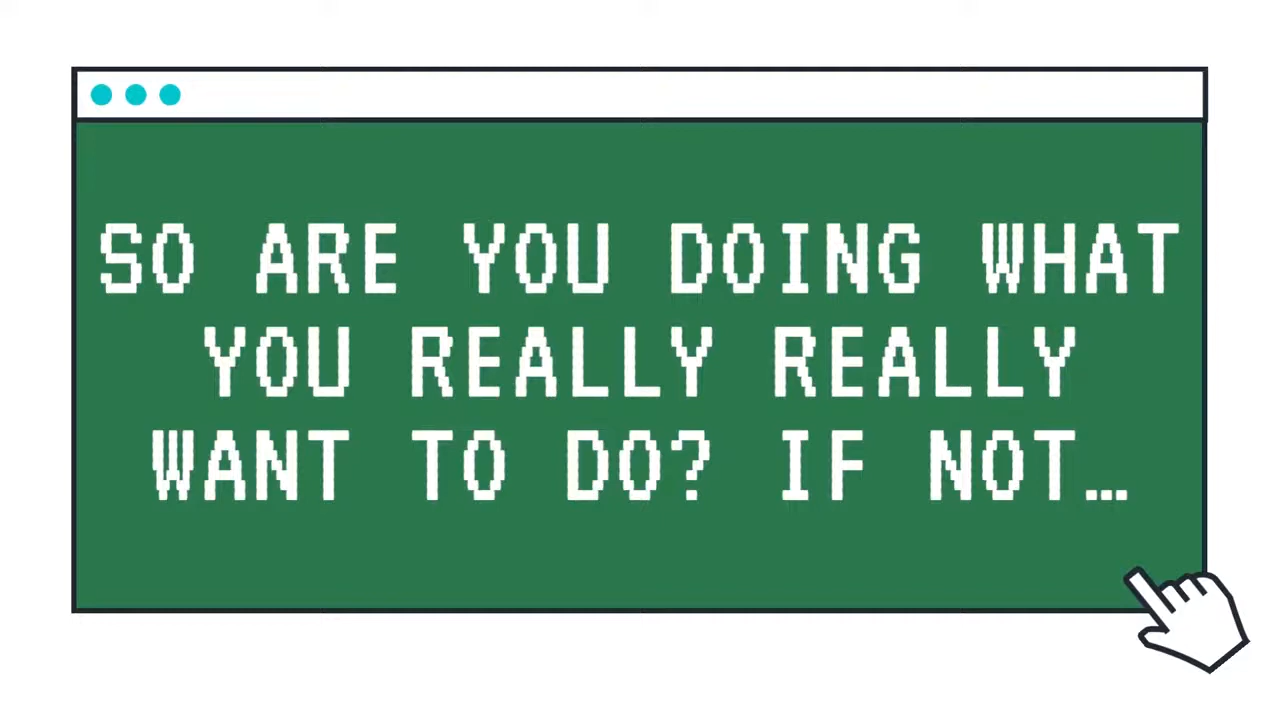 SO ARE YOU DOING WHAT
YOU REALLY REALLY
WANT TO DO? IF NOT…